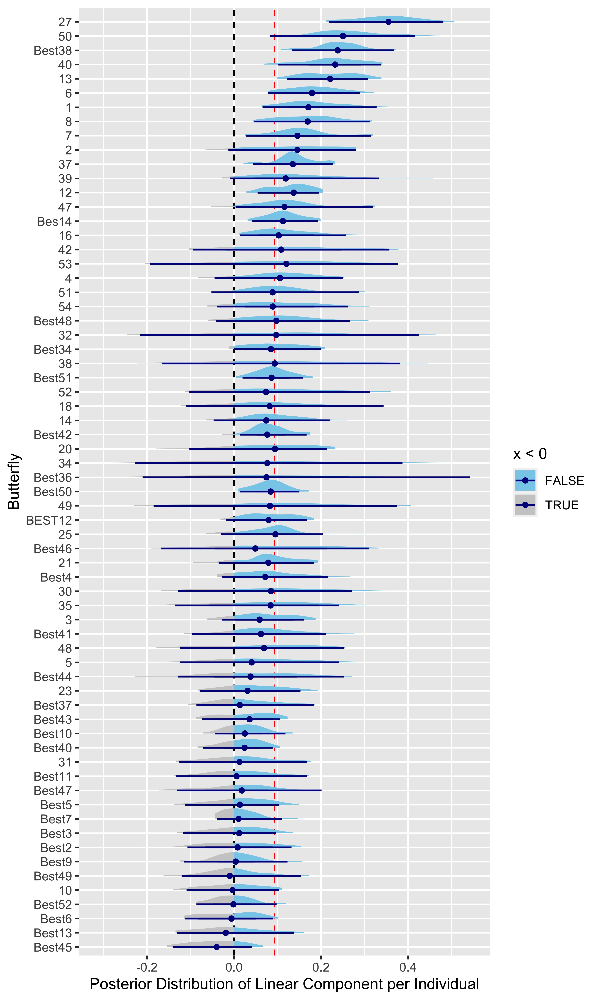 27
50
Best38
40
13
6
1
8
7
2
37
39
12
47
Bes14
16
42
53
4
51
54
Best48
32
Best34
38
Best51
52
18
14
Best42
20
34
Best36
Best50
49
BEST12
25
Best46
21
Best4
30
35
3
Best41
48
5
Best44
23
Best37
Best43
Best10
Best40
31
Best11
Best47
Best5
Best7
Best3
Best2
Best9
Best49
10
Best52
Best6
Best13
Best45
Butterfly
-0.2 0.0 0.2 0.4
Posterior Distribution of Linear Component per Individual
x < 0
FALSE
TRUE